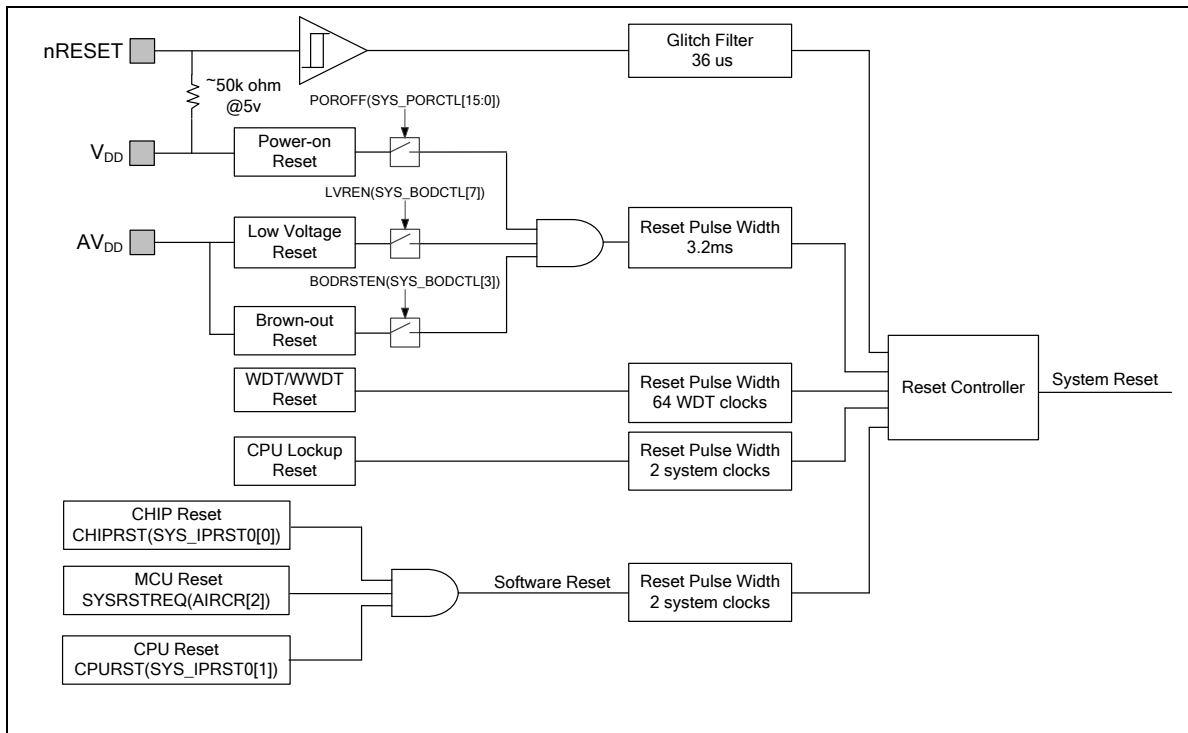 nRESET
~50k ohm
@5v
Glitch Filter
36 us
POROFF(SYS_PORCTL[15:0])
VDD
Power-on
Reset
LVREN(SYS_BODCTL[7])
AVDD
Low Voltage
Reset
Reset Pulse Width
3.2ms
BODRSTEN(SYS_BODCTL[3])
Brown-out
Reset
WDT/WWDT
Reset
Reset Pulse Width
64 WDT clocks
Reset Controller
System Reset
CPU Lockup
Reset
Reset Pulse Width
2 system clocks
CHIP Reset
CHIPRST(SYS_IPRST0[0])
MCU Reset
SYSRSTREQ(AIRCR[2])
Software Reset
Reset Pulse Width
2 system clocks
CPU Reset
CPURST(SYS_IPRST0[1])